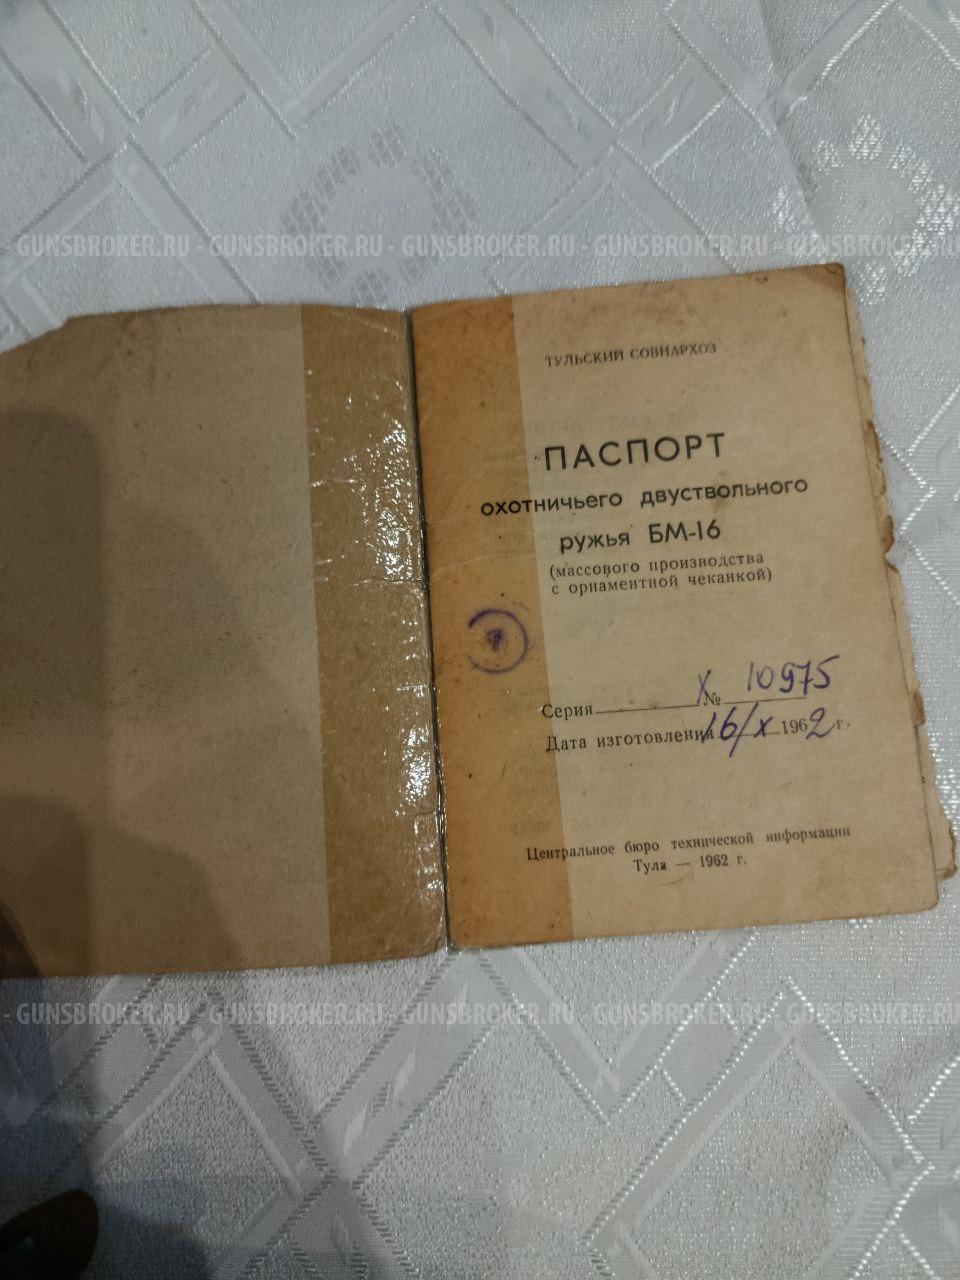 GUNSBROKER.RU - GUNSBROKER.RU - GUNSBROKER.RU - GUNSBROKER.RU - GUNSBROKER.RU
ТУЛЬСКИЙ СОВНАРХОЗ
ПАСПОРТ
охотничьего двуствольного
ружья БМ-16
(массового производства
с орнаментной чеканкой)
7
Серия X № 10975
Дата изготовления 16/X 1962 г.
Центральное бюро технической информации
Тула — 1962 г.
- GUNSBROKER.RU - GUNSBROKER.RU - GUNSBROKER.RU - GUNSBROKER.RU - GUNSBROKER.RU